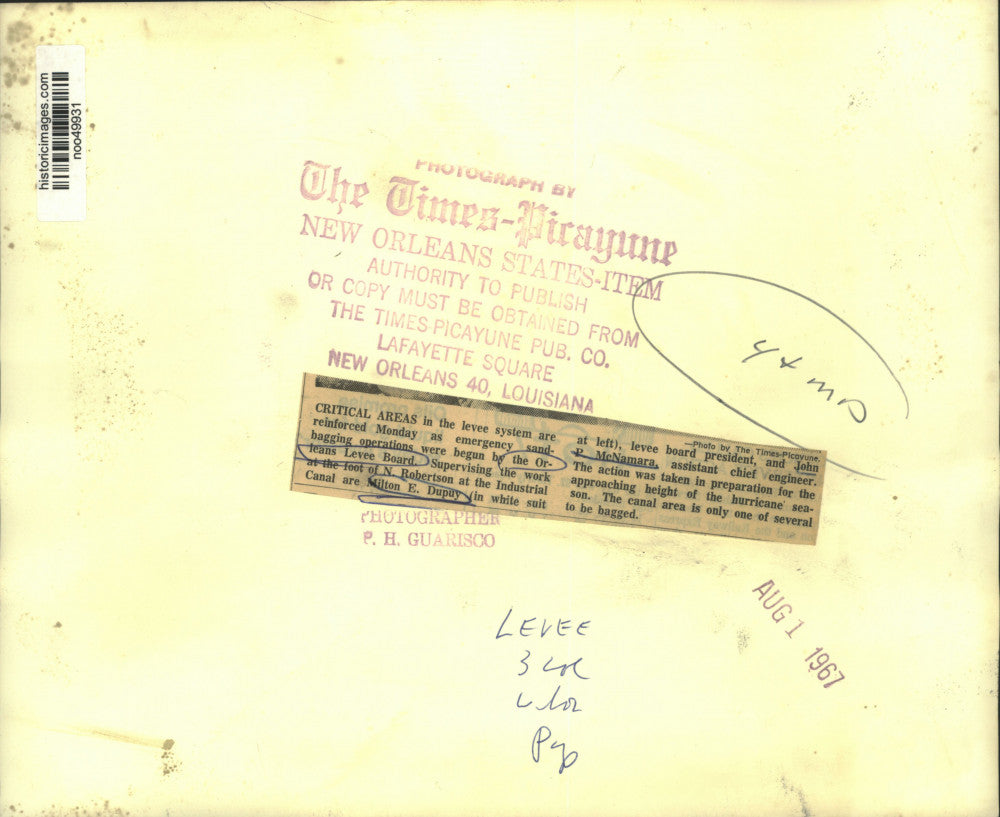 historicimages.com
noo49931
PHOTOGRAPH BY
The Times-Picayune
NEW ORLEANS STATES-ITEM
AUTHORITY TO PUBLISH
OR COPY MUST BE OBTAINED FROM
THE TIMES-PICAYUNE PUB. CO.
LAFAYETTE SQUARE
NEW ORLEANS 40, LOUISIANA
CRITICAL AREAS in the levee system are
reinforced Monday as emergency sand-
bagging operations were begun by the Or-
leans Levee Board. Supervising the work
at the foot of N. Robertson at the Industrial
Canal are Milton E. Dupuy (in white suit
—Photo by The Times-Picayune.
at left), levee board president, and John
P. McNamara, assistant chief engineer.
The action was taken in preparation for the
approaching height of the hurricane sea-
son. The canal area is only one of several
to be bagged.
PHOTOGRAPHER
P. H. GUARISCO
AUG 1 1967
LEVEE
3 col